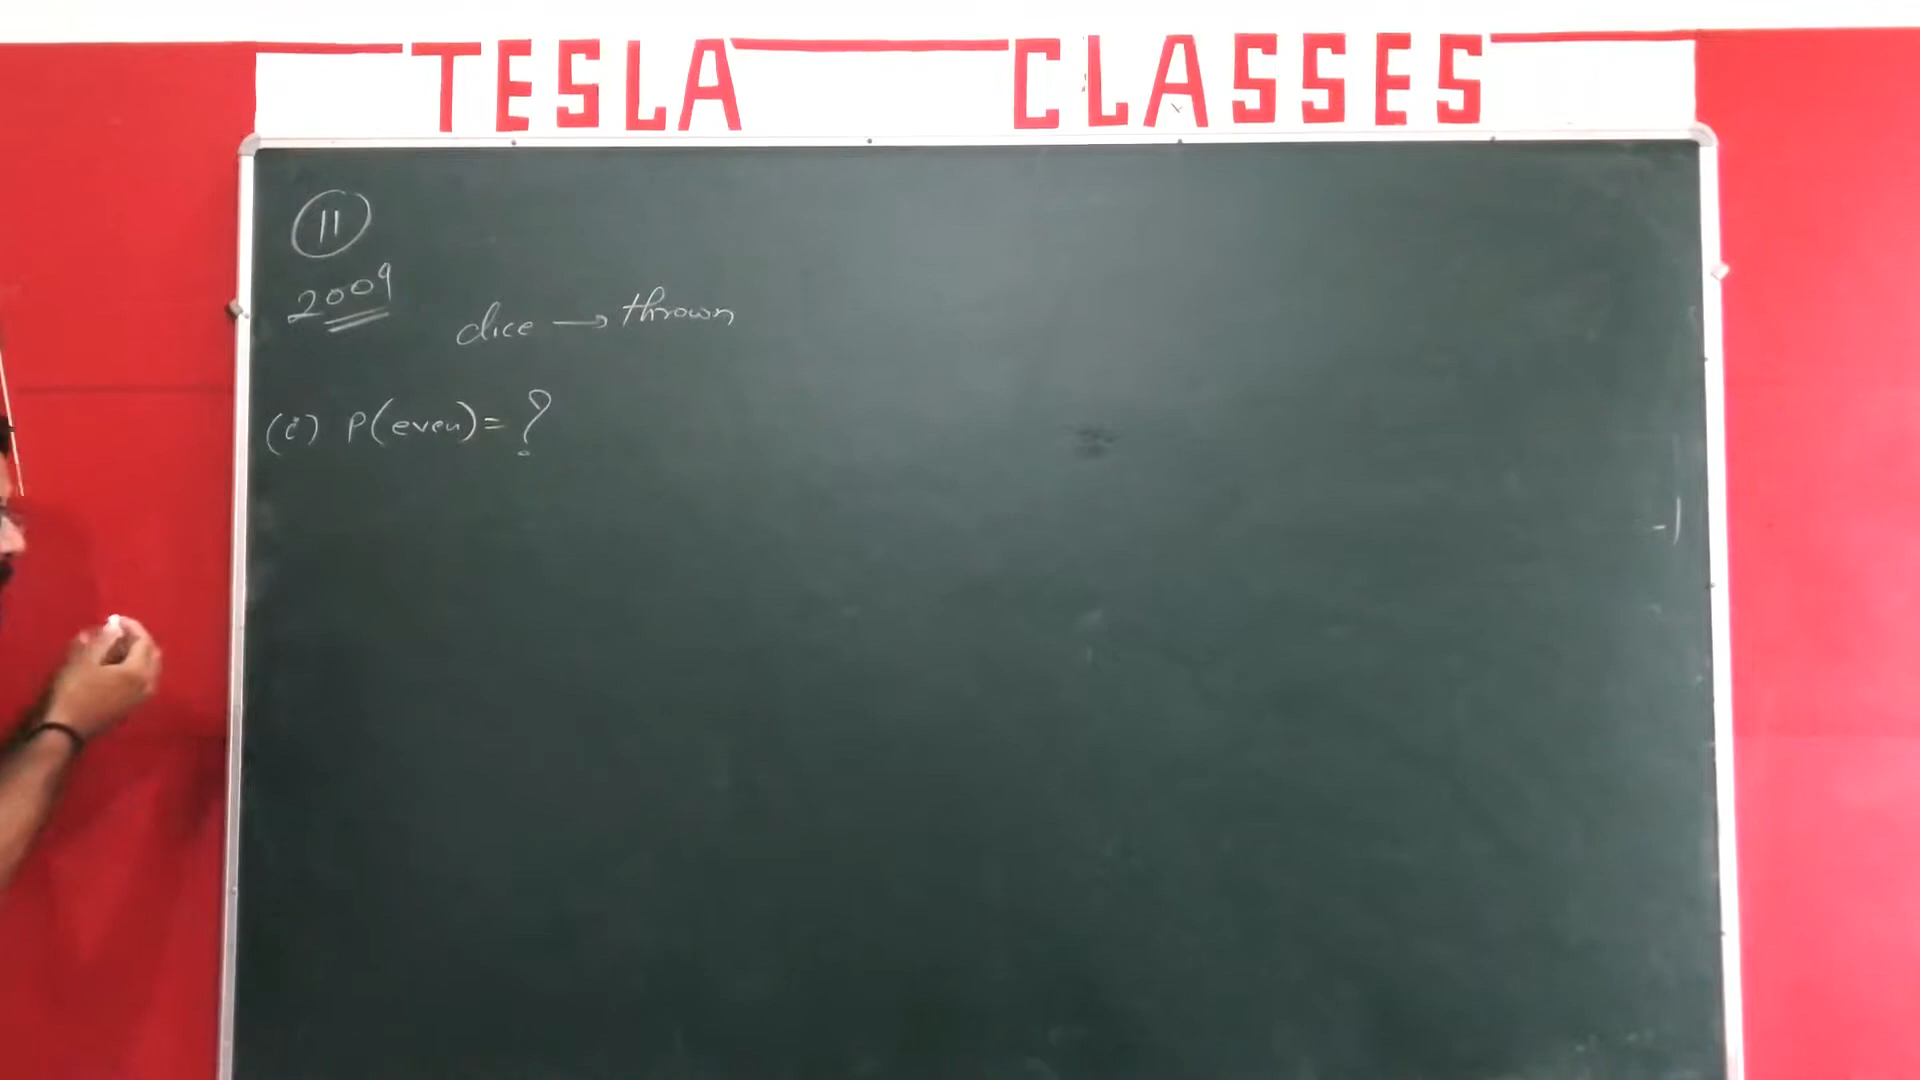 TESLA CLASSES
11
2009
dice → thrown
(i) P(even) = ?